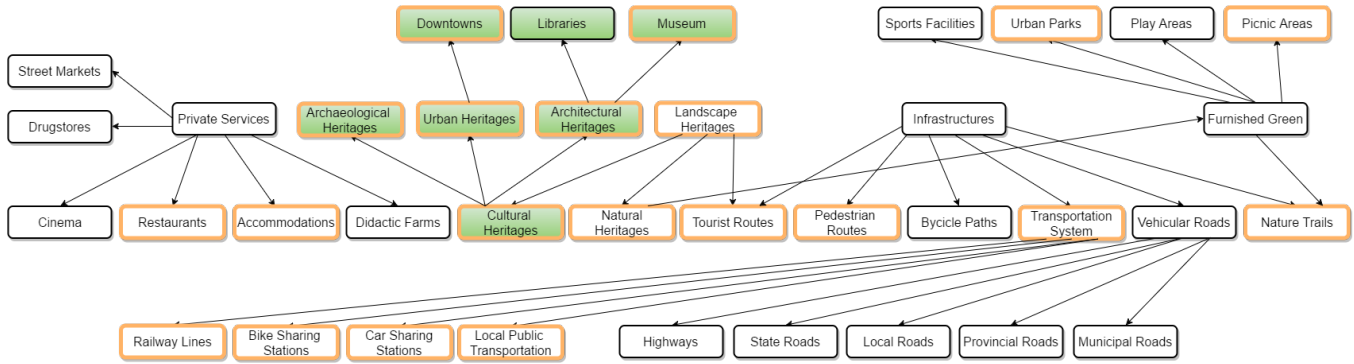 Downtowns
Libraries
Museum
Sports Facilities
Urban Parks
Play Areas
Picnic Areas
Street Markets
Drugstores
Private Services
Archaeological
Heritages
Urban Heritages
Architectural
Heritages
Landscape
Heritages
Infrastructures
Furnished Green
Cinema
Restaurants
Accommodations
Didactic Farms
Cultural
Heritages
Natural
Heritages
Tourist Routes
Pedestrian
Routes
Bycicle Paths
Transportation
System
Vehicular Roads
Nature Trails
Railway Lines
Bike Sharing
Stations
Car Sharing
Stations
Local Public
Transportation
Highways
State Roads
Local Roads
Provincial Roads
Municipal Roads